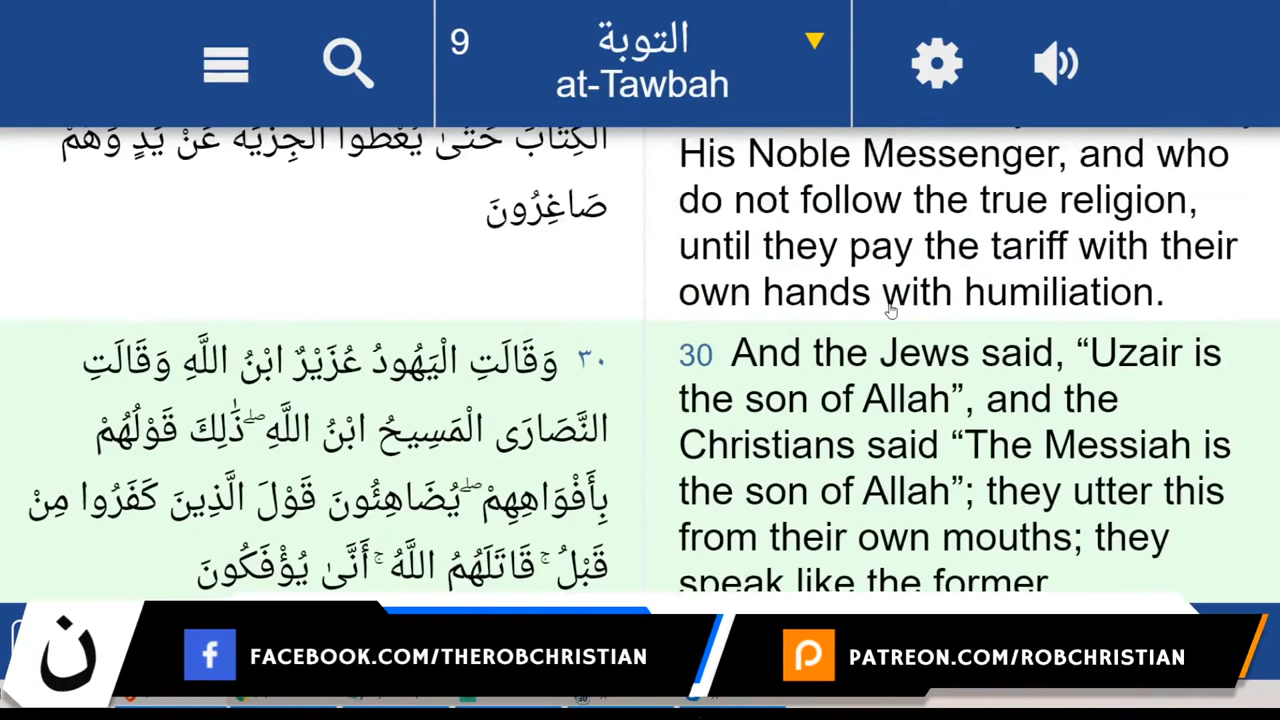 9
التوبة
at-Tawbah
الْكِتَابَ حَتَّىٰ يُعْطُوا الْجِزْيَةَ عَنْ يَدٍ وَهُمْ
صَاغِرُونَ
His Noble Messenger, and who
do not follow the true religion,
until they pay the tariff with their
own hands with humiliation.
٣٠ وَقَالَتِ الْيَهُودُ عُزَيْرٌ ابْنُ اللَّهِ وَقَالَتِ
النَّصَارَى الْمَسِيحُ ابْنُ اللَّهِ ۖ ذَٰلِكَ قَوْلُهُمْ
بِأَفْوَاهِهِمْ ۖ يُضَاهِئُونَ قَوْلَ الَّذِينَ كَفَرُوا مِنْ
قَبْلُ ۚ قَاتَلَهُمُ اللَّهُ ۚ أَنَّىٰ يُؤْفَكُونَ
30 And the Jews said, “Uzair is
the son of Allah”, and the
Christians said “The Messiah is
the son of Allah”; they utter this
from their own mouths; they
speak like the former
ن
FACEBOOK.COM/THEROBCHRISTIAN
PATREON.COM/ROBCHRISTIAN